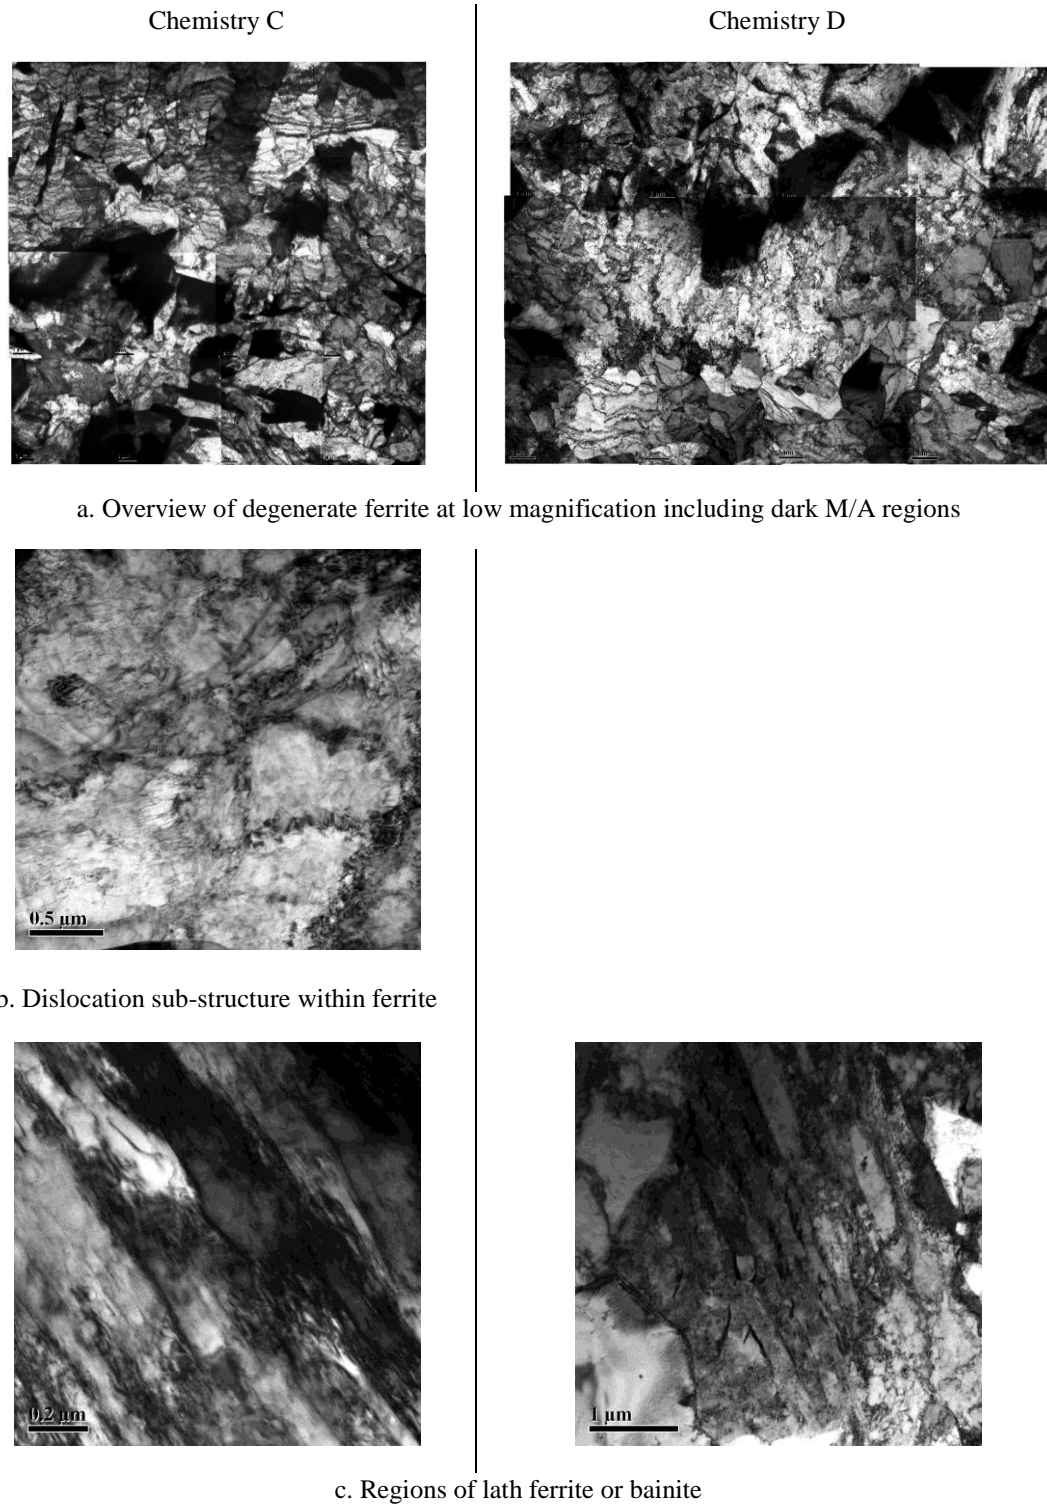 Chemistry C
Chemistry D
a. Overview of degenerate ferrite at low magnification including dark M/A regions
0.5 µm
b. Dislocation sub-structure within ferrite
0.2 µm
1 µm
c. Regions of lath ferrite or bainite